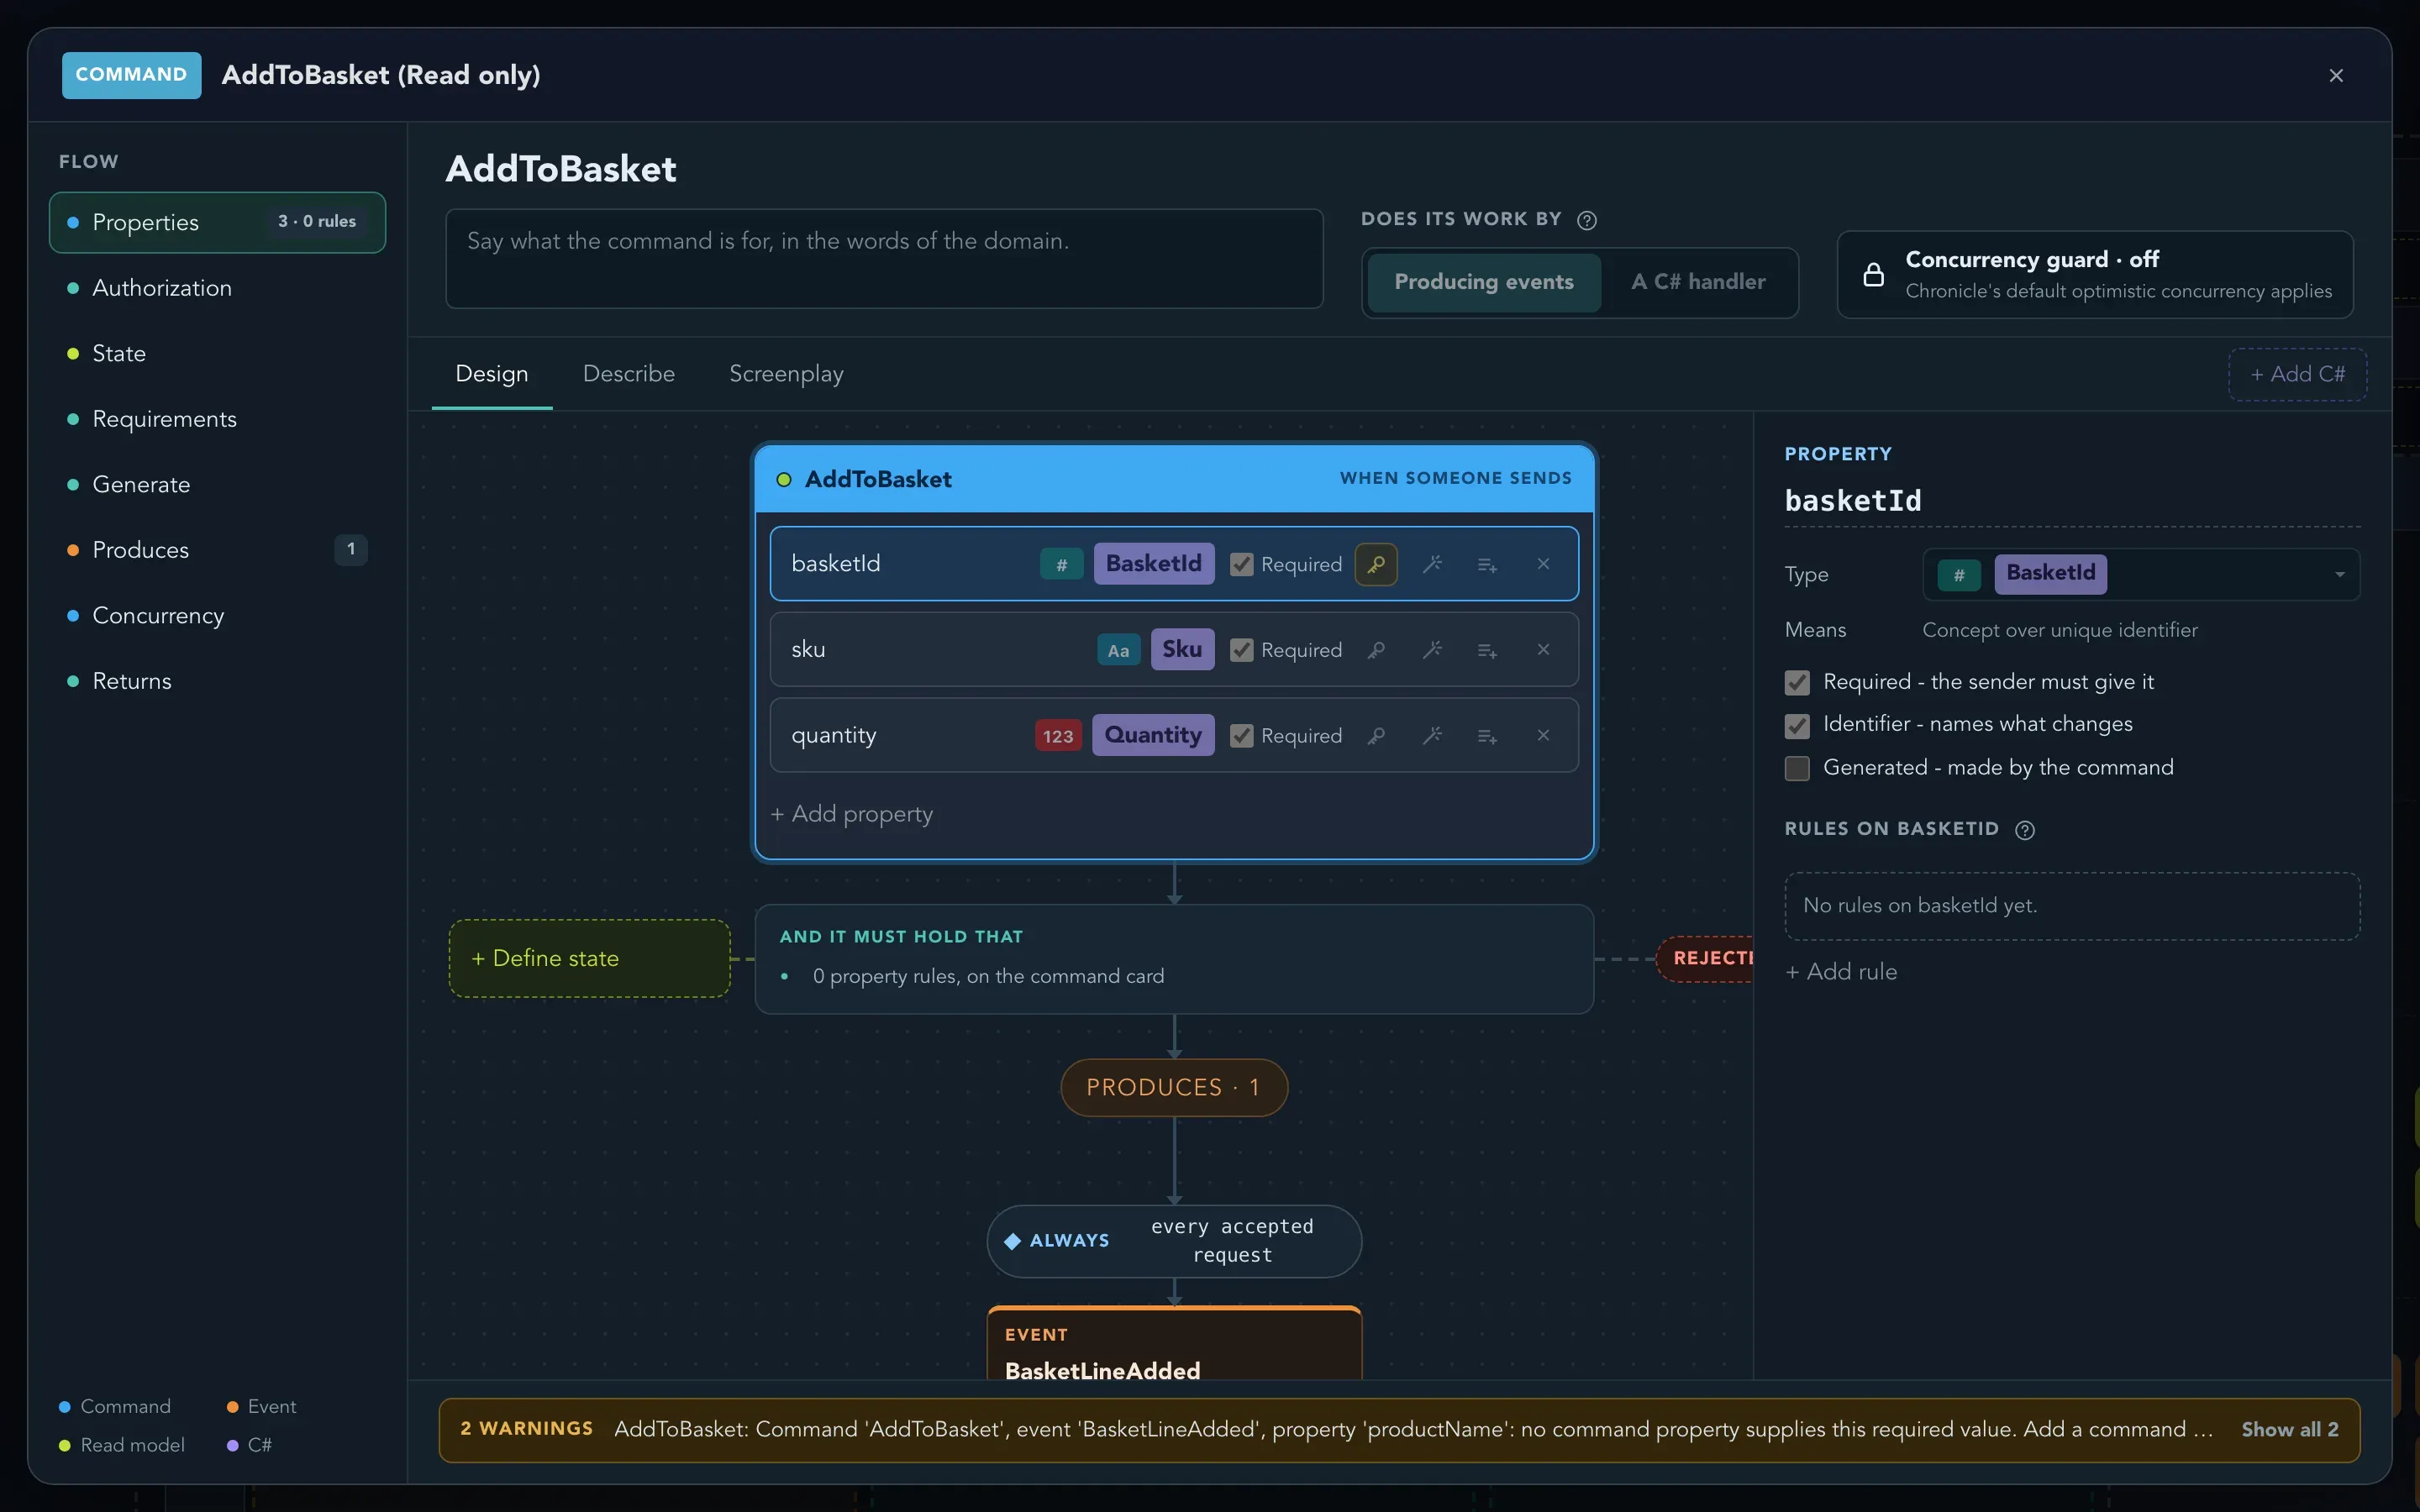 COMMAND AddToBasket (Read only)
FLOW
Properties 3 · 0 rules
Authorization
State
Requirements
Generate
Produces 1
Concurrency
Returns
Command Event
Read model C#
AddToBasket
Say what the command is for, in the words of the domain.
DOES ITS WORK BY ?
Producing events A C# handler
Concurrency guard · off
Chronicle's default optimistic concurrency applies
Design Describe Screenplay + Add C#
AddToBasket WHEN SOMEONE SENDS
basketId # BasketId Required
sku Aa Sku Required
quantity 123 Quantity Required
+ Add property
+ Define state
AND IT MUST HOLD THAT
• 0 property rules, on the command card
REJECTE
PRODUCES · 1
ALWAYS every accepted
request
EVENT
BasketLineAdded
PROPERTY
basketId
Type # BasketId
Means Concept over unique identifier
Required - the sender must give it
Identifier - names what changes
Generated - made by the command
RULES ON BASKETID ?
No rules on basketId yet.
+ Add rule
2 WARNINGS AddToBasket: Command 'AddToBasket', event 'BasketLineAdded', property 'productName': no command property supplies this required value. Add a command ... Show all 2